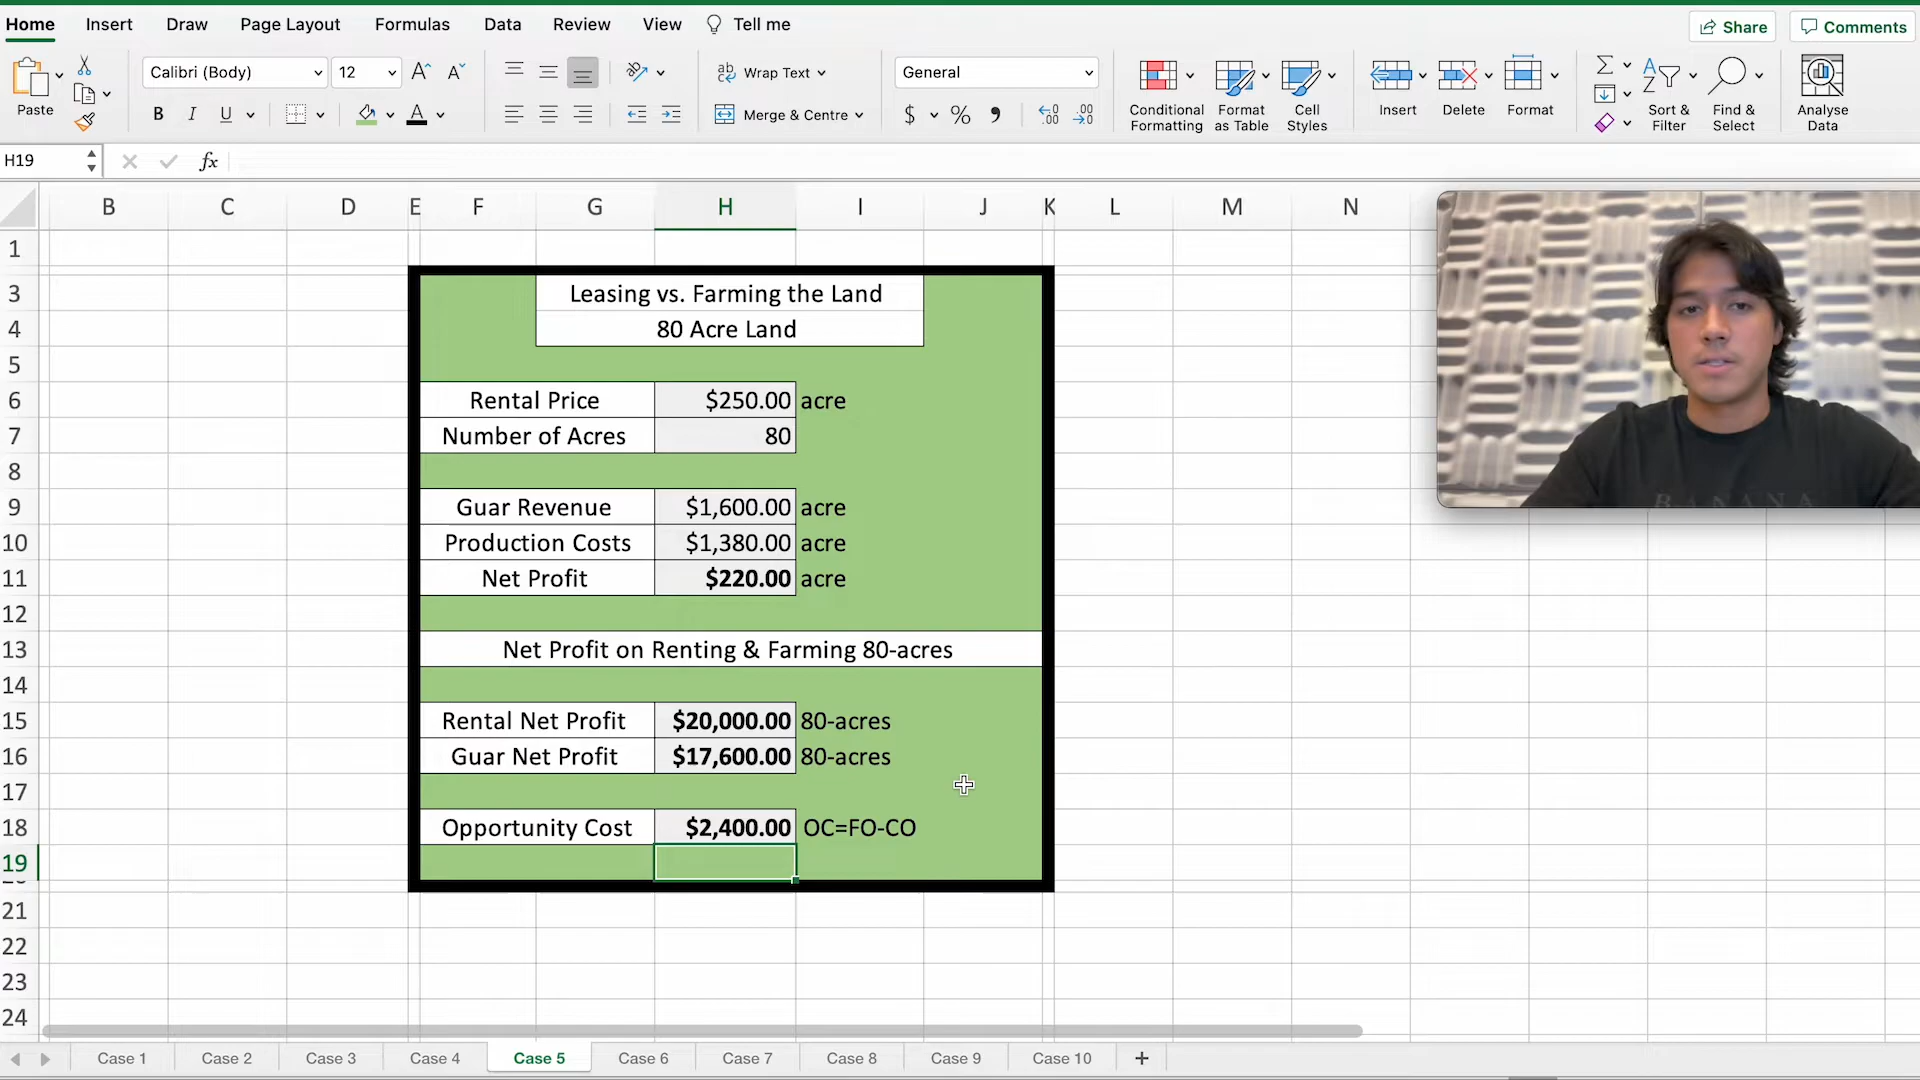 Home Insert Draw Page Layout Formulas Data Review View Tell me Share Comments
Calibri (Body) 12 Wrap Text General
Paste B I U A Merge & Centre $ % Conditional Formatting Format as Table Cell Styles Insert Delete Format Sort & Filter Find & Select Analyse Data
H19 fx
B C D E F G H I J K L M N
1
3 Leasing vs. Farming the Land
4 80 Acre Land
5
6 Rental Price $250.00 acre
7 Number of Acres 80
8
9 Guar Revenue $1,600.00 acre
10 Production Costs $1,380.00 acre
11 Net Profit $220.00 acre
12
13 Net Profit on Renting & Farming 80-acres
14
15 Rental Net Profit $20,000.00 80-acres
16 Guar Net Profit $17,600.00 80-acres
17
18 Opportunity Cost $2,400.00 OC=FO-CO
19
21
22
23
24
Case 1 Case 2 Case 3 Case 4 Case 5 Case 6 Case 7 Case 8 Case 9 Case 10 +
BANANA